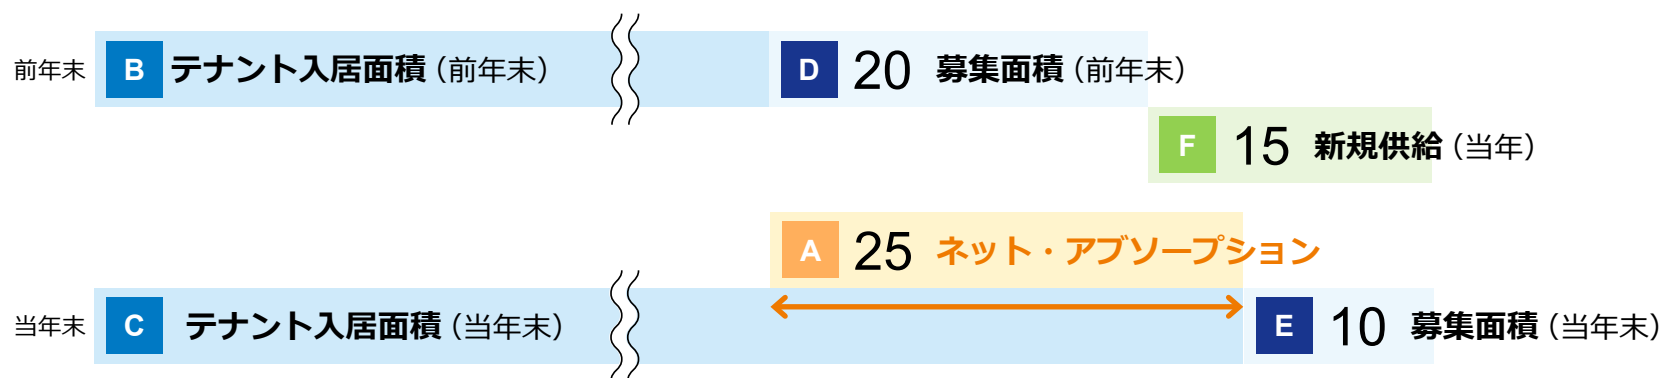 前年末 B テナント入居面積（前年末） D 20 募集面積（前年末）
F 15 新規供給（当年）
A 25 ネット・アブソープション
当年末 C テナント入居面積（当年末） E 10 募集面積（当年末）